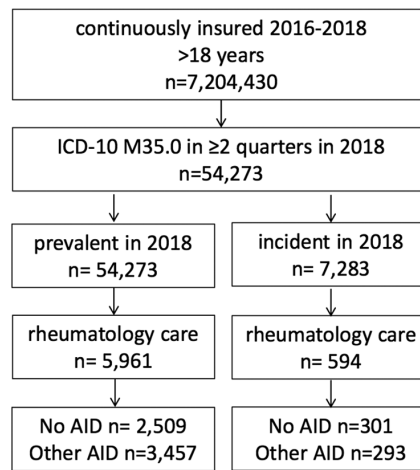 continuously insured 2016-2018
>18 years
n=7,204,430
ICD-10 M35.0 in ≥2 quarters in 2018
n=54,273
prevalent in 2018
n= 54,273
incident in 2018
n= 7,283
rheumatology care
n= 5,961
rheumatology care
n= 594
No AID n= 2,509
Other AID n=3,457
No AID n=301
Other AID n=293